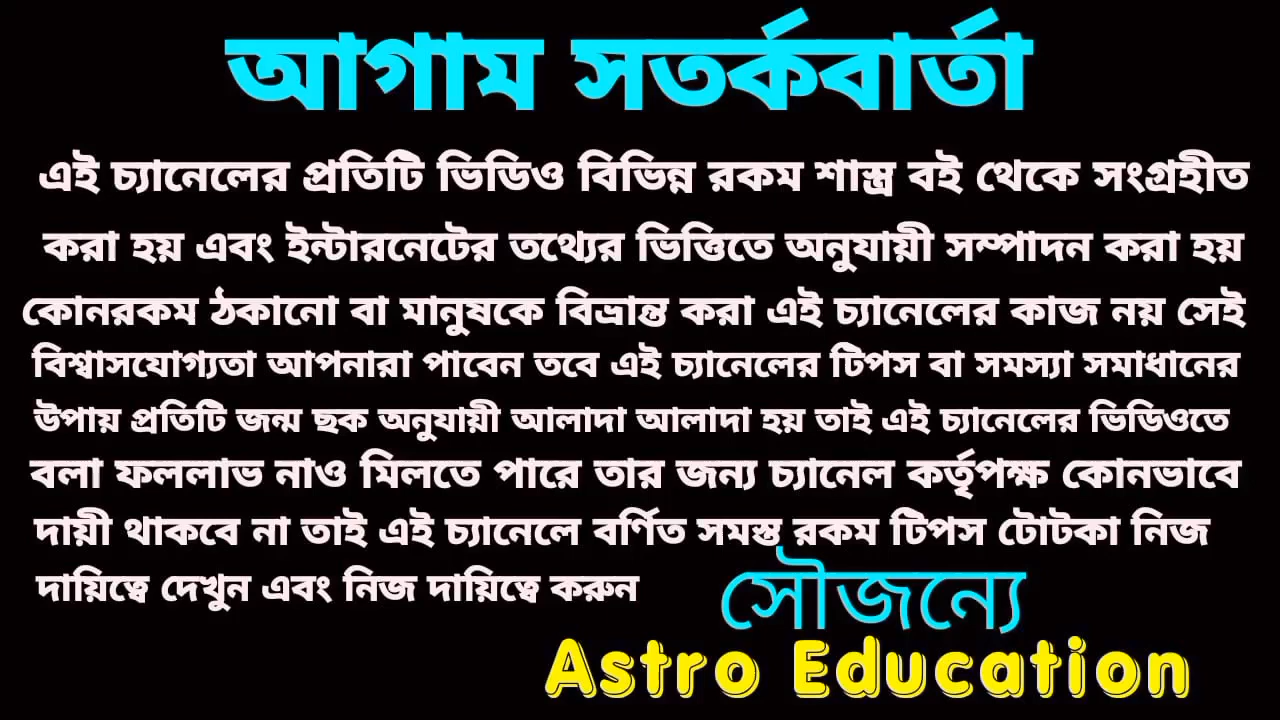 আগাম সতর্কবার্তা
এই চ্যানেলের প্রতিটি ভিডিও বিভিন্ন রকম শাস্ত্র বই থেকে সংগ্রহীত
করা হয় এবং ইন্টারনেটের তথ্যের ভিত্তিতে অনুযায়ী সম্পাদন করা হয়
কোনরকম ঠকানো বা মানুষকে বিভ্রান্ত করা এই চ্যানেলের কাজ নয় সেই
বিশ্বাসযোগ্যতা আপনারা পাবেন তবে এই চ্যানেলের টিপস বা সমস্যা সমাধানের
উপায় প্রতিটি জন্ম ছক অনুযায়ী আলাদা আলাদা হয় তাই এই চ্যানেলের ভিডিওতে
বলা ফললাভ নাও মিলতে পারে তার জন্য চ্যানেল কর্তৃপক্ষ কোনভাবে
দায়ী থাকবে না তাই এই চ্যানেলে বর্ণিত সমস্ত রকম টিপস টোটকা নিজ
দায়িত্বে দেখুন এবং নিজ দায়িত্বে করুন
সৌজন্যে
Astro Education